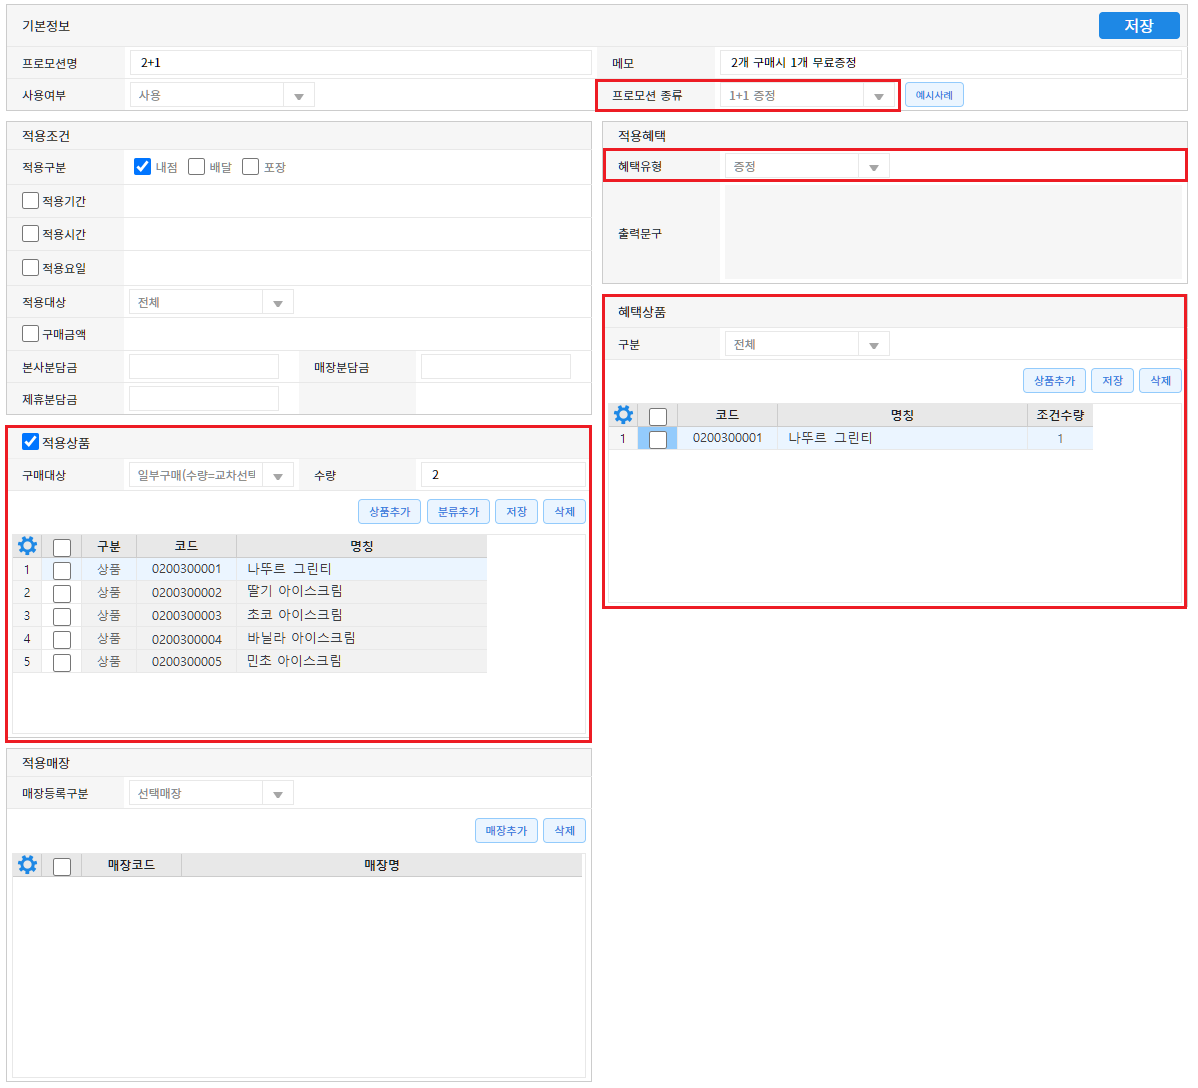 기본정보
저장
프로모션명
2+1
메모
2개 구매시 1개 무료증정
사용여부
사용
프로모션 종류
1+1 증정
예시사례
적용조건
적용구분
내점
배달
포장
적용기간
적용시간
적용요일
적용대상
전체
구매금액
본사분담금
매장분담금
제휴분담금
적용상품
구매대상
일부구매(수량=교차선택
수량
2
상품추가
분류추가
저장
삭제
구분 코드 명칭
1 상품 0200300001 나뚜르 그린티
2 상품 0200300002 딸기 아이스크림
3 상품 0200300003 초코 아이스크림
4 상품 0200300004 바닐라 아이스크림
5 상품 0200300005 민초 아이스크림
적용매장
매장등록구분
선택매장
매장추가
삭제
매장코드 매장명
적용혜택
혜택유형
증정
출력문구
혜택상품
구분
전체
상품추가
저장
삭제
코드 명칭 조건수량
1 0200300001 나뚜르 그린티 1